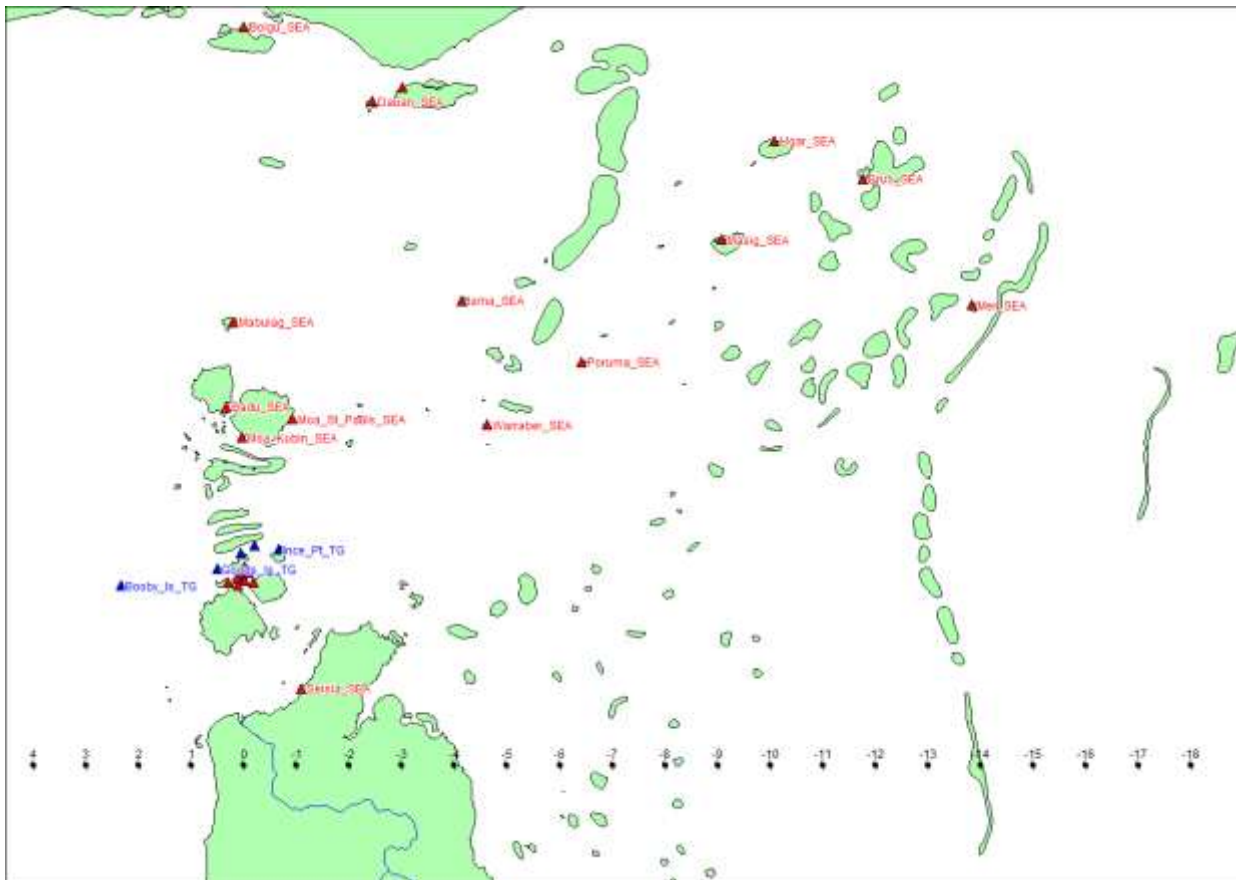 Boigu_SEA
Dauan_SEA
Ugar_SEA
Erub_SEA
Masig_SEA
Iama_SEA
Mer_SEA
Mabuiag_SEA
Poruma_SEA
Badu_SEA
Moa_St_Pauls_SEA
Warraber_SEA
Moa_Kubin_SEA
Ince_Pt_TG
Goods_Is_TG
Booby_Is_TG
Seisia_SEA
4 3 2 1 0 -1 -2 -3 -4 -5 -6 -7 -8 -9 -10 -11 -12 -13 -14 -15 -16 -17 -18